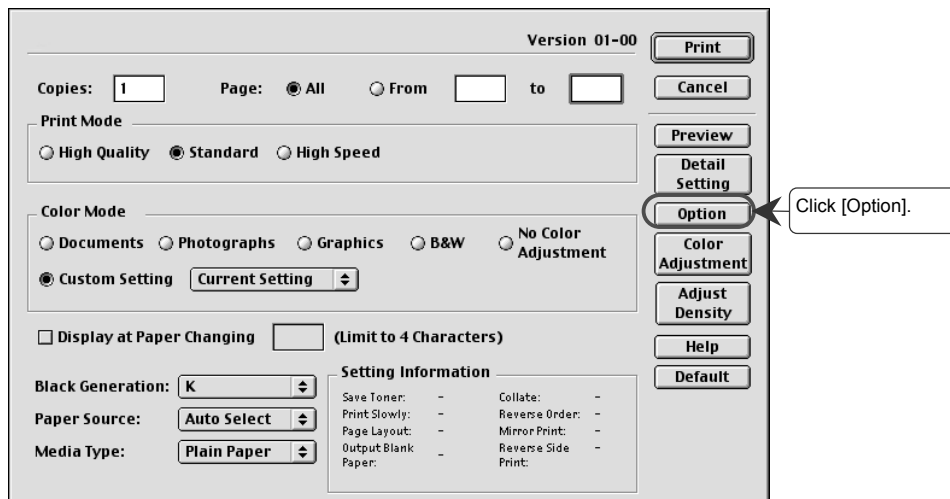 Version 01-00
Print
Copies: 1 Page: All From to
Cancel
Print Mode
High Quality Standard High Speed
Preview
Detail
Setting
Color Mode
Option
Click [Option].
Documents Photographs Graphics B&W No Color
Adjustment
Color
Adjustment
Custom Setting Current Setting
Adjust
Density
Display at Paper Changing (Limit to 4 Characters)
Help
Default
Black Generation: K
Paper Source: Auto Select
Media Type: Plain Paper
Setting Information
Save Toner: - Collate: -
Print Slowly: - Reverse Order: -
Page Layout: - Mirror Print: -
Output Blank Reverse Side
Paper: - Print: -